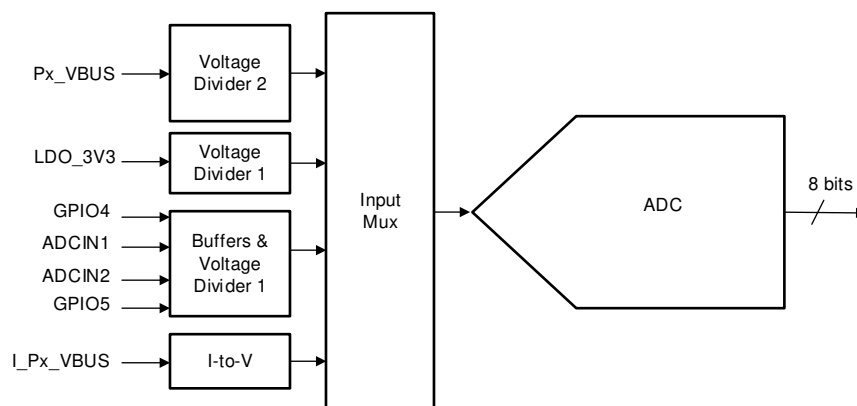 Px_VBUS
Voltage
Divider 2
LDO_3V3
Voltage
Divider 1
GPIO4
ADCIN1
ADCIN2
GPIO5
Buffers &
Voltage
Divider 1
I_Px_VBUS
I-to-V
Input
Mux
ADC
8 bits